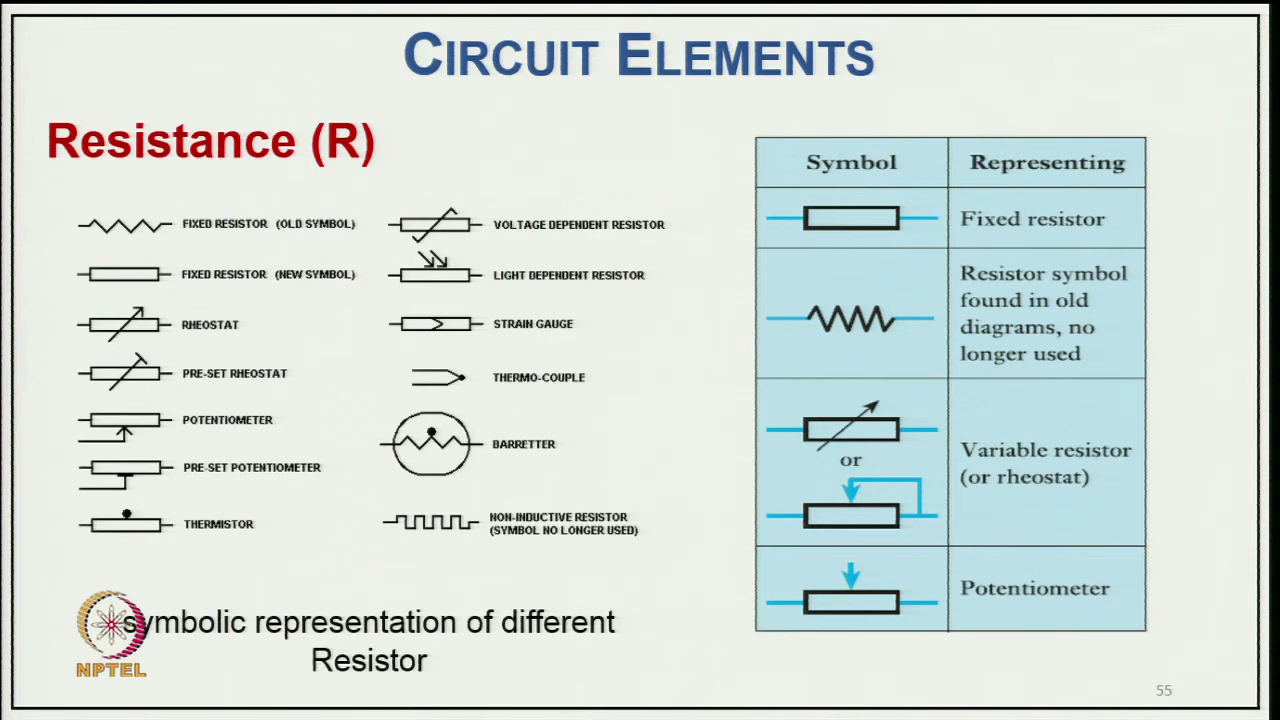 CIRCUIT ELEMENTS
Resistance (R)
FIXED RESISTOR (OLD SYMBOL)
FIXED RESISTOR (NEW SYMBOL)
RHEOSTAT
PRE-SET RHEOSTAT
POTENTIOMETER
PRE-SET POTENTIOMETER
THERMISTOR
VOLTAGE DEPENDENT RESISTOR
LIGHT DEPENDENT RESISTOR
STRAIN GAUGE
THERMO-COUPLE
BARRETTER
NON-INDUCTIVE RESISTOR
(SYMBOL NO LONGER USED)
symbolic representation of different
Resistor
NPTEL
Symbol Representing
Fixed resistor
Resistor symbol
found in old
diagrams, no
longer used
or
Variable resistor
(or rheostat)
Potentiometer
55